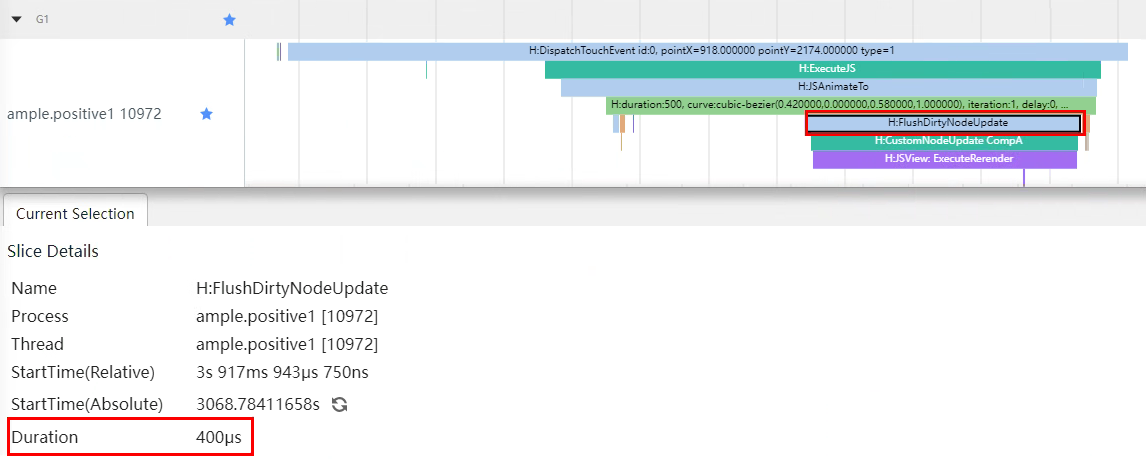 G1
H:DispatchTouchEvent id:0, pointX=918.000000 pointY=2174.000000 type=1
H:ExecuteJS
H:JSAnimateTo
H:duration:500, curve:cubic-bezier(0.420000,0.000000,0.580000,1.000000), iteration:1, delay:0, ...
ample.positive1 10972
H:FlushDirtyNodeUpdate
H:CustomNodeUpdate CompA
H:JSView: ExecuteRerender
Current Selection
Slice Details
Name H:FlushDirtyNodeUpdate
Process ample.positive1 [10972]
Thread ample.positive1 [10972]
StartTime(Relative) 3s 917ms 943μs 750ns
StartTime(Absolute) 3068.78411658s
Duration 400μs